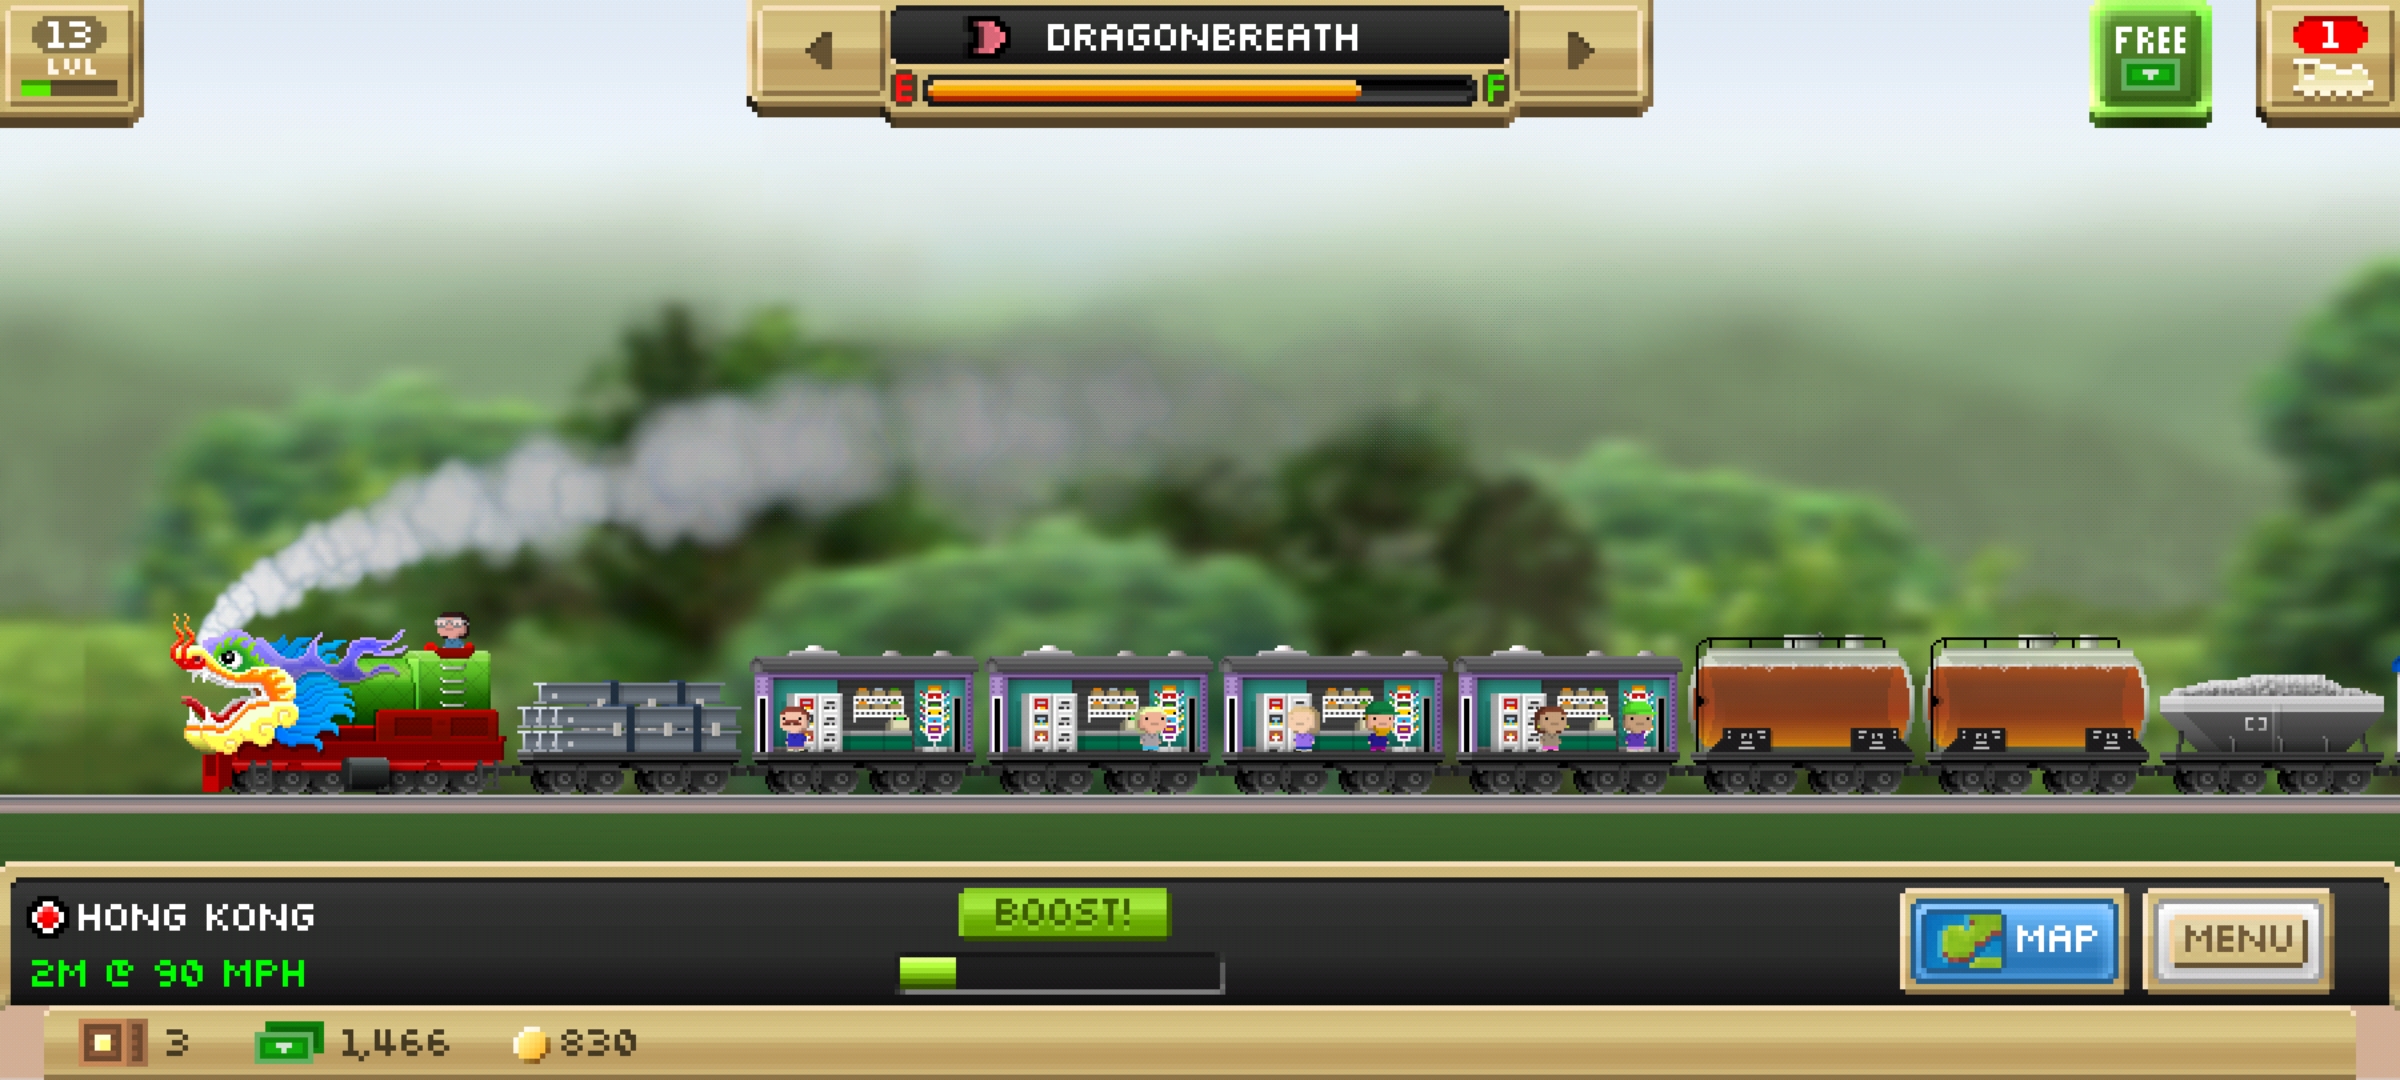 13
LVL
DRAGONBREATH
E F
FREE
1
HONG KONG
2M @ 90 MPH
BOOST!
MAP
MENU
3 1,466 830